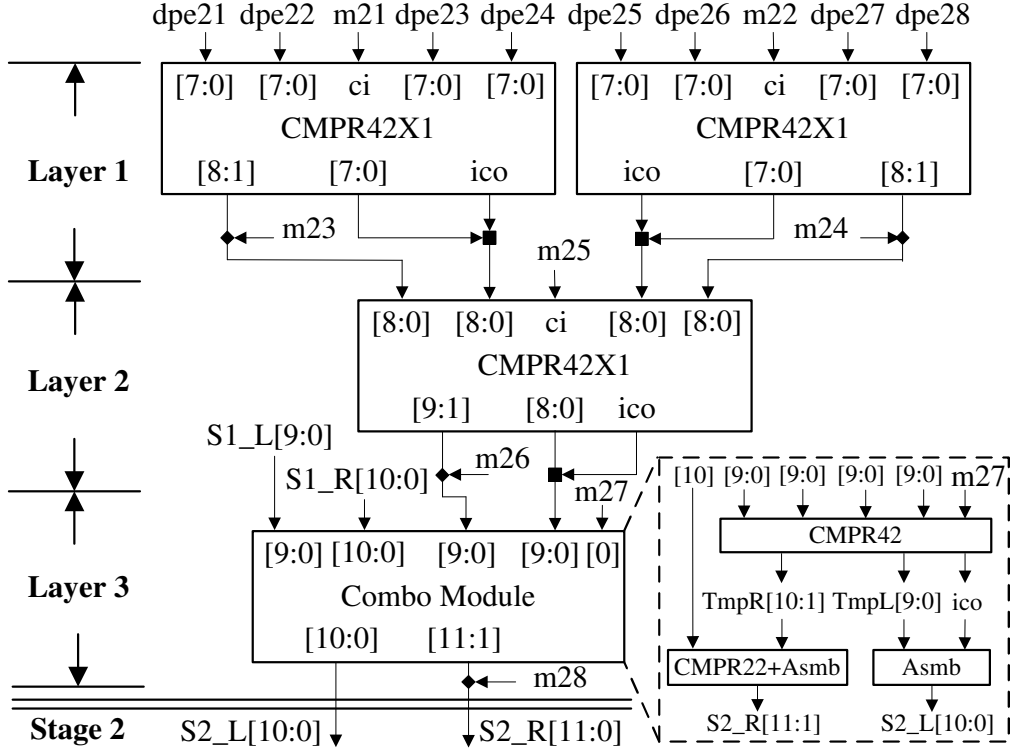 dpe21 dpe22 m21 dpe23 dpe24 dpe25 dpe26 m22 dpe27 dpe28
[7:0] [7:0] ci [7:0] [7:0] [7:0] [7:0] ci [7:0] [7:0]
CMPR42X1 CMPR42X1
Layer 1
[8:1] [7:0] ico ico [7:0] [8:1]
m23 m24
m25
[8:0] [8:0] ci [8:0] [8:0]
CMPR42X1
Layer 2
[9:1] [8:0] ico
S1_L[9:0]
m26
S1_R[10:0]
m27
[10] [9:0] [9:0] [9:0] [9:0] m27
CMPR42
[9:0] [10:0] [9:0] [9:0] [0]
Layer 3
Combo Module
TmpR[10:1] TmpL[9:0] ico
[10:0] [11:1]
CMPR22+Asmb Asmb
m28
Stage 2
S2_L[10:0] S2_R[11:0]
S2_R[11:1] S2_L[10:0]